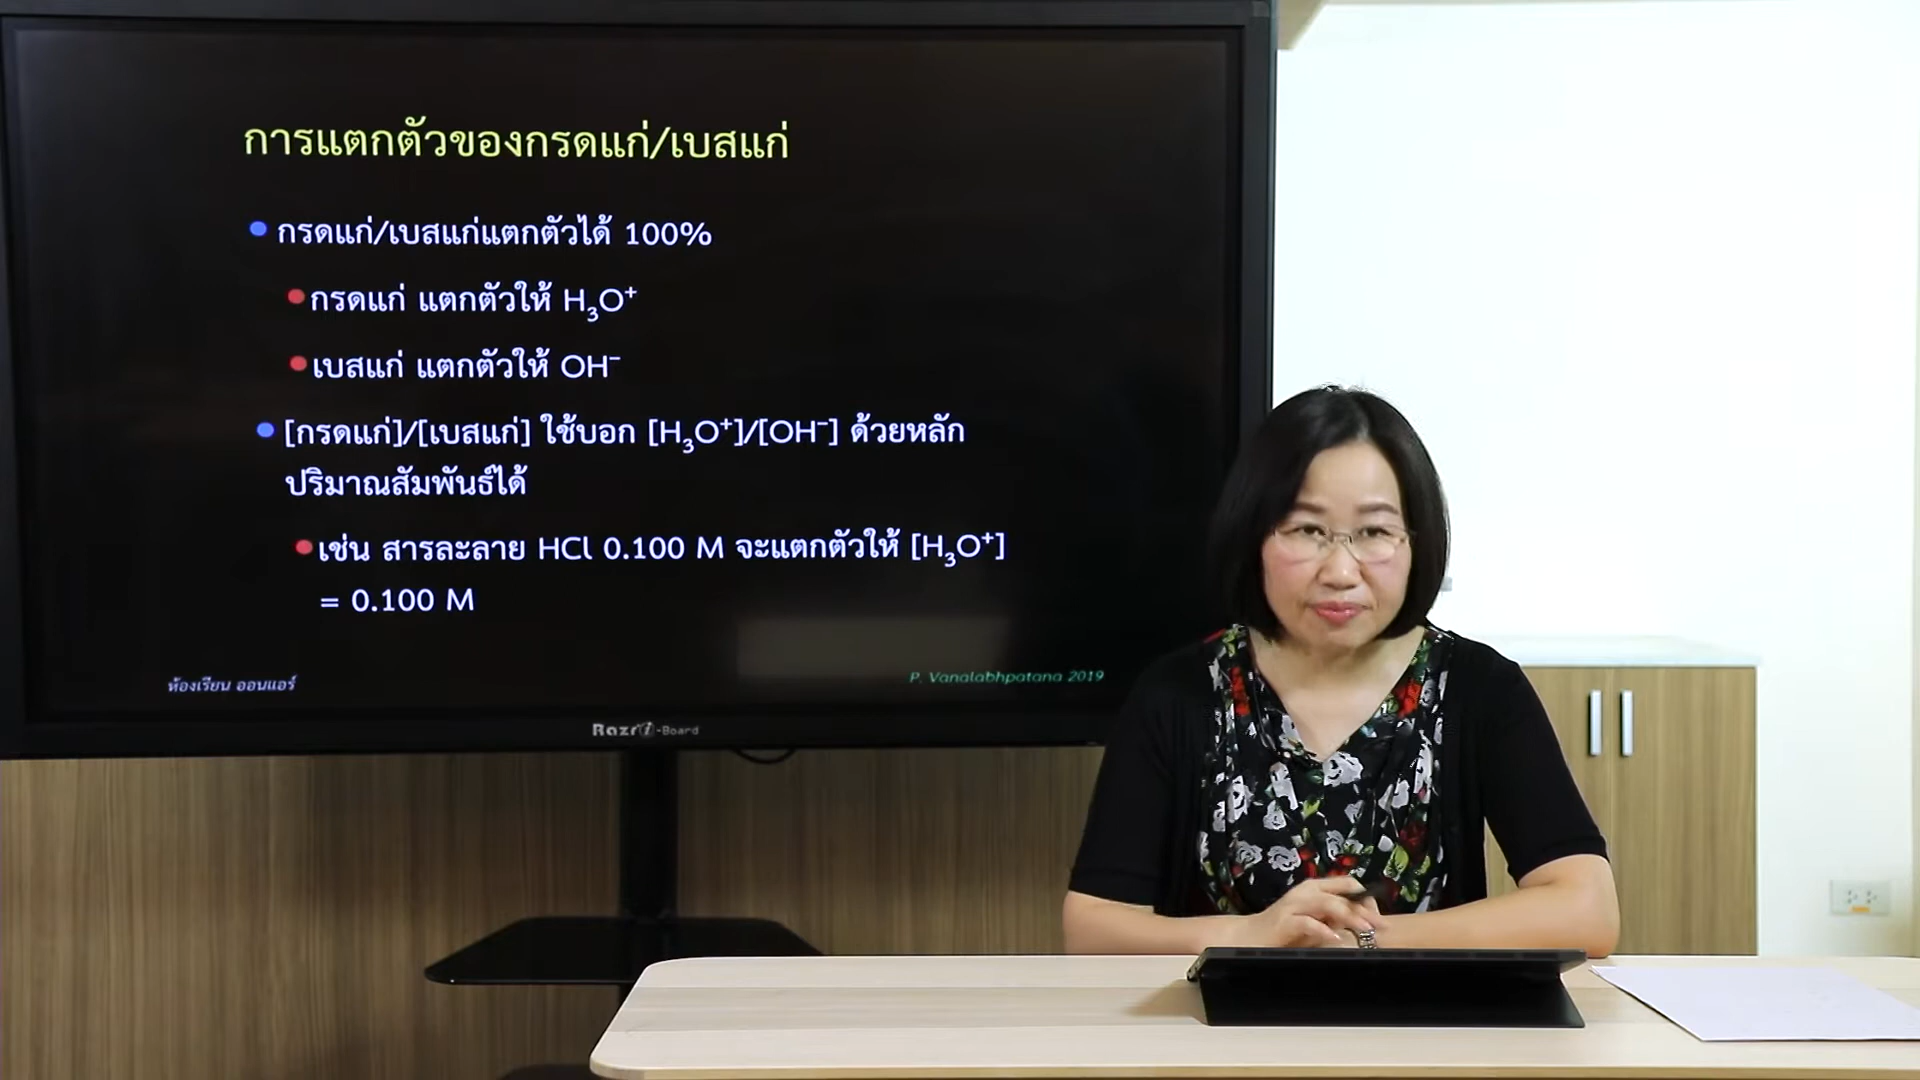 การแตกตัวของกรดแก่/เบสแก่
กรดแก่/เบสแก่แตกตัวได้ 100%
กรดแก่ แตกตัวให้ H₃O⁺
เบสแก่ แตกตัวให้ OH⁻
[กรดแก่]/[เบสแก่] ใช้บอก [H₃O⁺]/[OH⁻] ด้วยหลัก
ปริมาณสัมพันธ์ได้
เช่น สารละลาย HCl 0.100 M จะแตกตัวให้ [H₃O⁺]
= 0.100 M
ห้องเรียน ออนแอร์
P. Vanalabhpatana 2019
Razri-Board